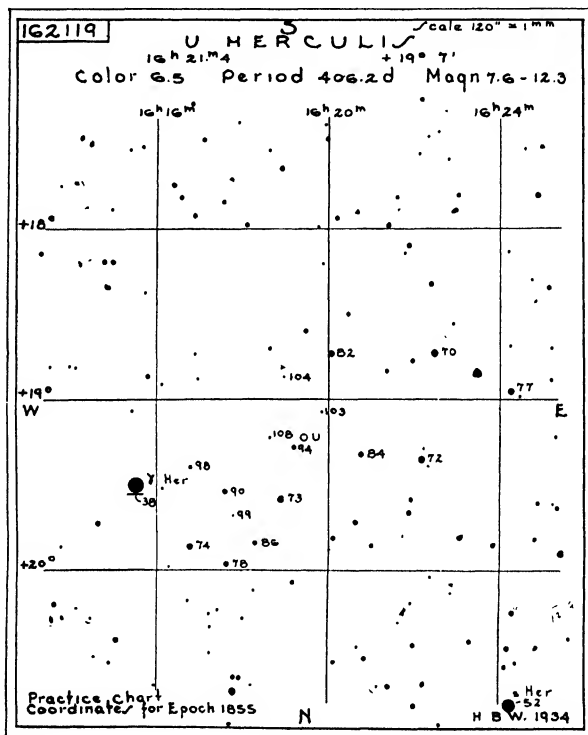 162119
S
Scale 120" = 1mm
U HERCULIS
16h 21.m4
+19° 7'
Color 6.5 Period 406.2d Magn 7.6 - 12.3
16h 16m
16h 20m
16h 24m
+18°
82
70
104
77
+19°
W
103
E
108
OU
94
84
72
98
γ Her
38
90
73
99
74
86
78
+20°
Practice Chart
Coordinates for Epoch 1855
N
s Her
52
H B W. 1934